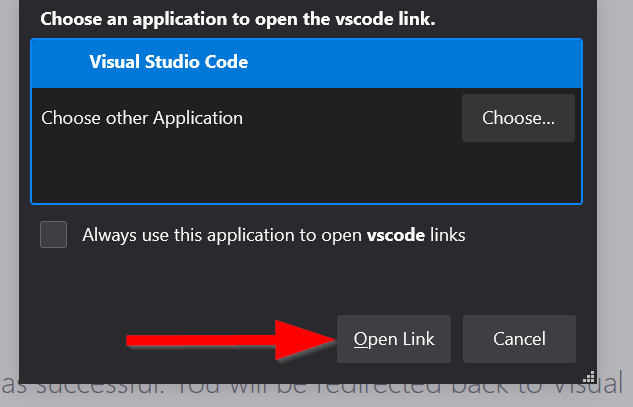 Choose an application to open the vscode link.
Visual Studio Code
Choose other Application
Choose...
Always use this application to open vscode links
Open Link
Cancel
as successful. You will be redirected back to Visual